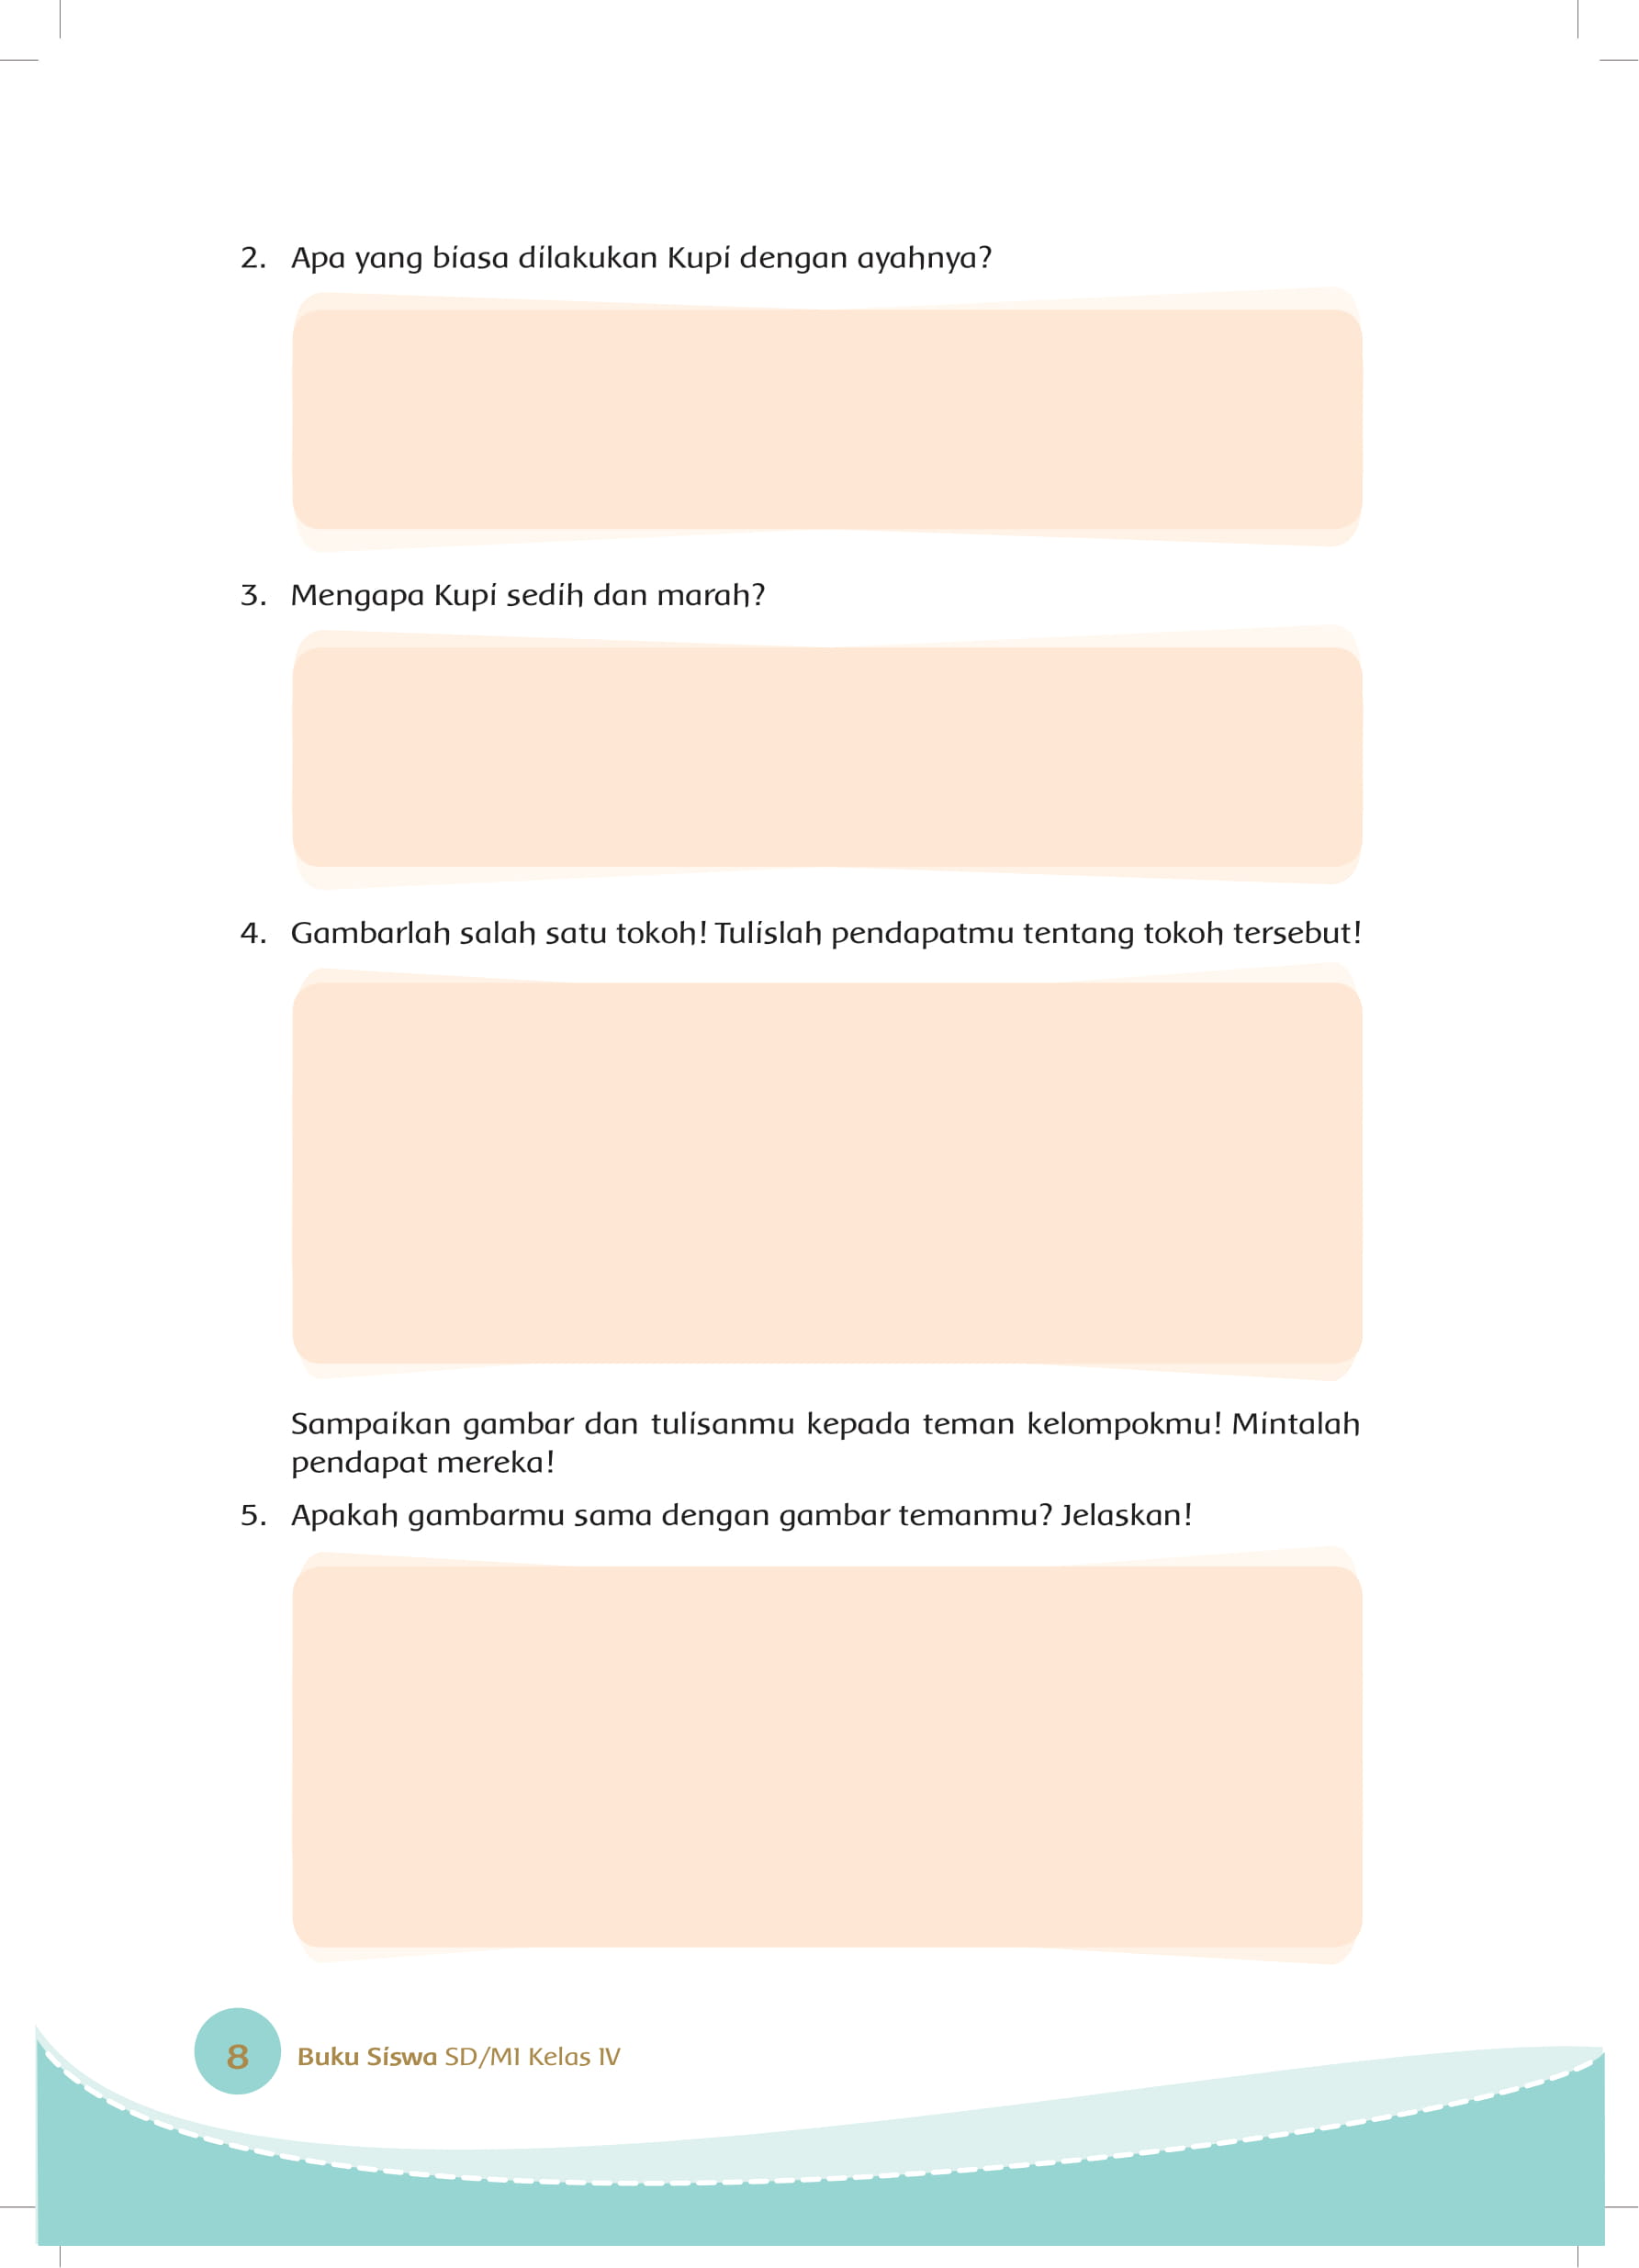 2. Apa yang biasa dilakukan Kupi dengan ayahnya?
3. Mengapa Kupi sedih dan marah?
4. Gambarlah salah satu tokoh! Tulislah pendapatmu tentang tokoh tersebut!
Sampaikan gambar dan tulisanmu kepada teman kelompokmu! Mintalah
pendapat mereka!
5. Apakah gambarmu sama dengan gambar temanmu? Jelaskan!
8 Buku Siswa SD/MI Kelas IV